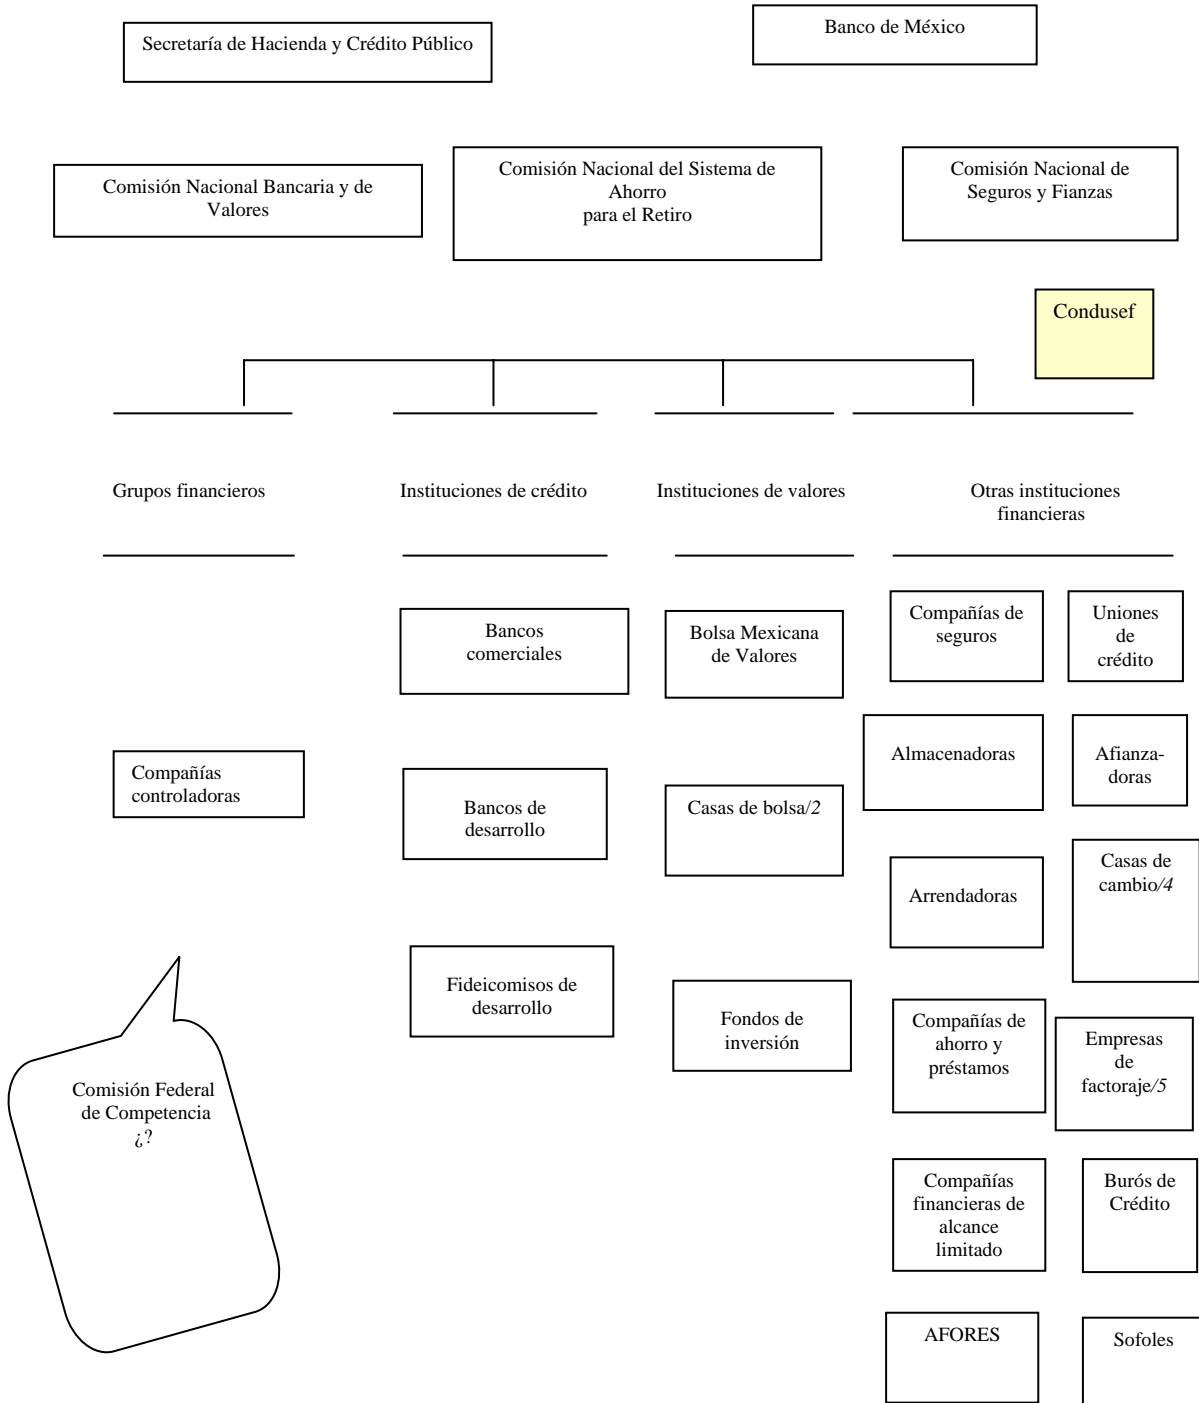 Secretaría de Hacienda y Crédito Público
Banco de México
Comisión Nacional Bancaria y de
Valores
Comisión Nacional del Sistema de
Ahorro
para el Retiro
Comisión Nacional de
Seguros y Fianzas
Condusef
Grupos financieros
Instituciones de crédito
Instituciones de valores
Otras instituciones
financieras
Compañías
controladoras
Bancos
comerciales
Bancos de
desarrollo
Fideicomisos de
desarrollo
Bolsa Mexicana
de Valores
Casas de bolsa/2
Fondos de
inversión
Compañías de
seguros
Uniones
de
crédito
Almacenadoras
Afianza-
doras
Arrendadoras
Casas de
cambio/4
Compañías de
ahorro y
préstamos
Empresas
de
factoraje/5
Compañías
financieras de
alcance
limitado
Burós de
Crédito
AFORES
Sofoles
Comisión Federal
de Competencia
¿?